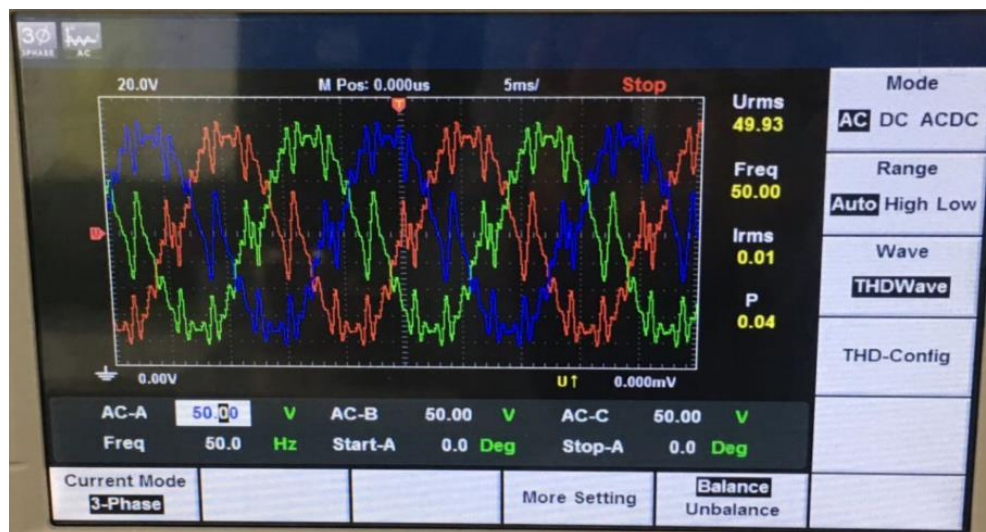 3Ø
3PHASE
AC
20.0V M Pos: 0.000us 5ms/ Stop
T
Urms
49.93
Freq
50.00
Irms
0.01
P
0.04
0.00V U↑ 0.000mV
AC-A 50.00 V AC-B 50.00 V AC-C 50.00 V
Freq 50.0 Hz Start-A 0.0 Deg Stop-A 0.0 Deg
Mode
AC DC ACDC
Range
Auto High Low
Wave
THDWave
THD-Config
Current Mode
3-Phase
More Setting
Balance
Unbalance